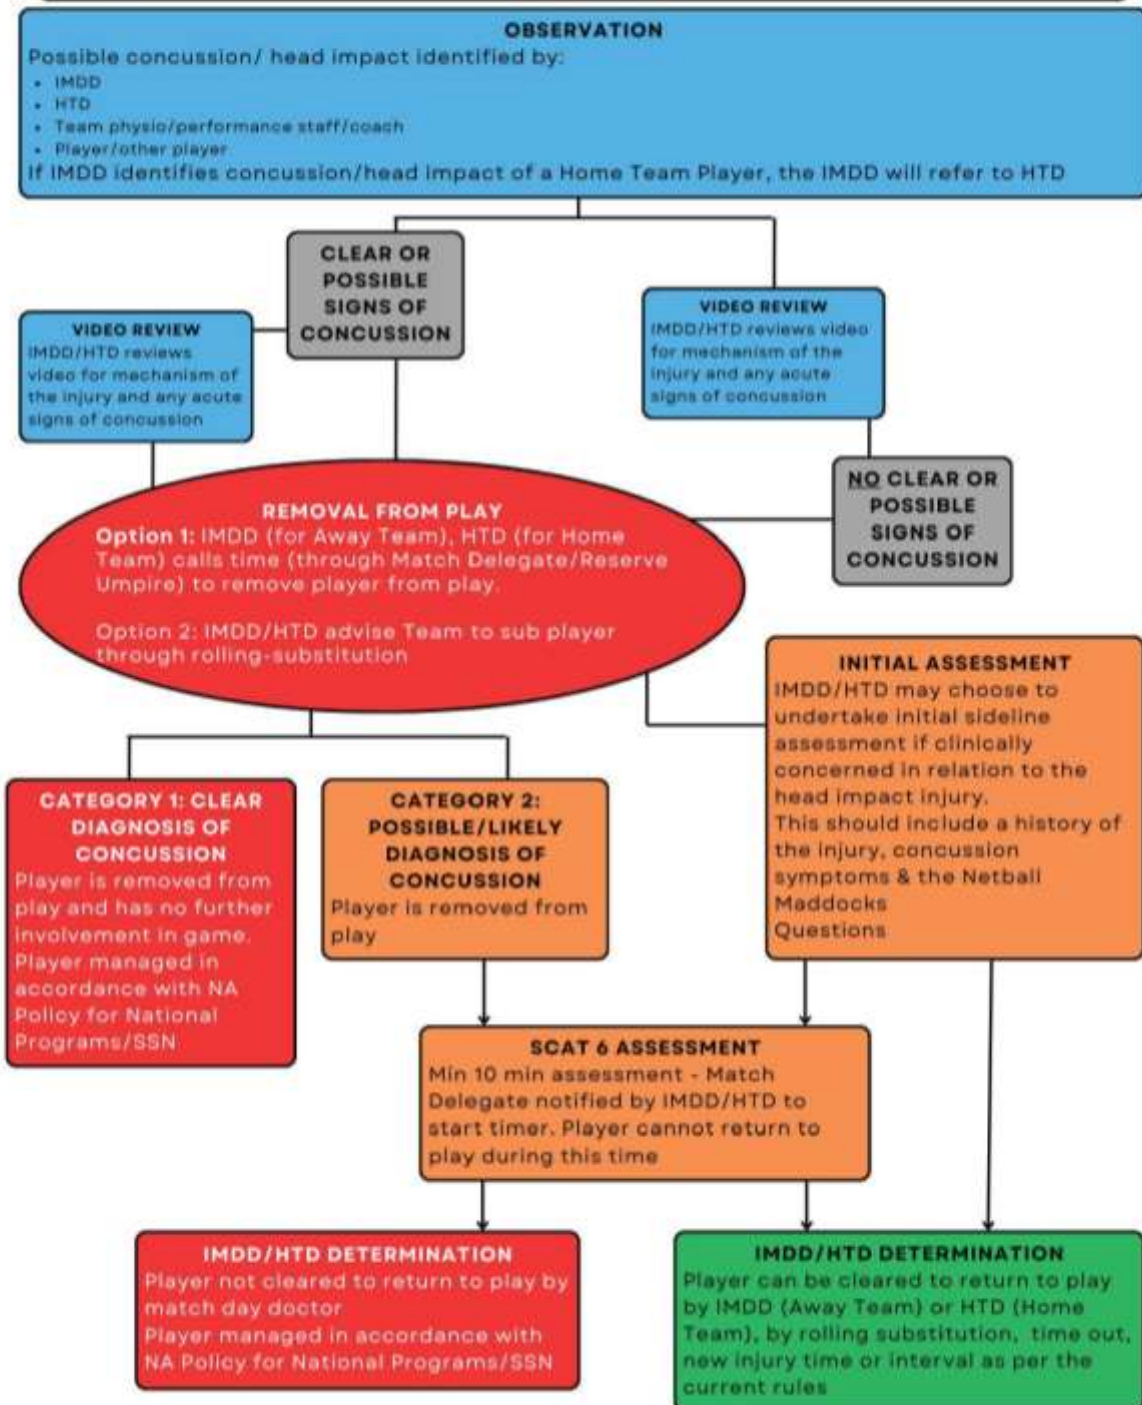 OBSERVATION
Possible concussion/ head impact identified by:
• IMDD
• HTD
• Team physio/performance staff/coach
• Player/other player
If IMDD identifies concussion/head impact of a Home Team Player, the IMDD will refer to HTD
CLEAR OR
POSSIBLE
SIGNS OF
CONCUSSION
VIDEO REVIEW
IMDD/HTD reviews
video for mechanism of
the injury and any acute
signs of concussion
VIDEO REVIEW
IMDD/HTD reviews video
for mechanism of the
injury and any acute
signs of concussion
NO CLEAR OR
POSSIBLE
SIGNS OF
CONCUSSION
REMOVAL FROM PLAY
Option 1: IMDD (for Away Team), HTD (for Home
Team) calls time (through Match Delegate/Reserve
Umpire) to remove player from play.
Option 2: IMDD/HTD advise Team to sub player
through rolling-substitution
INITIAL ASSESSMENT
IMDD/HTD may choose to
undertake initial sideline
assessment if clinically
concerned in relation to the
head impact injury.
This should include a history of
the injury, concussion
symptoms & the Netball
Maddocks
Questions
CATEGORY 1: CLEAR
DIAGNOSIS OF
CONCUSSION
Player is removed from
play and has no further
involvement in game.
Player managed in
accordance with NA
Policy for National
Programs/SSN
CATEGORY 2:
POSSIBLE/LIKELY
DIAGNOSIS OF
CONCUSSION
Player is removed from
play
SCAT 6 ASSESSMENT
Min 10 min assessment - Match
Delegate notified by IMDD/HTD to
start timer. Player cannot return to
play during this time
IMDD/HTD DETERMINATION
Player not cleared to return to play by
match day doctor
Player managed in accordance with
NA Policy for National Programs/SSN
IMDD/HTD DETERMINATION
Player can be cleared to return to play
by IMDD (Away Team) or HTD (Home
Team), by rolling substitution, time out,
new injury time or interval as per the
current rules